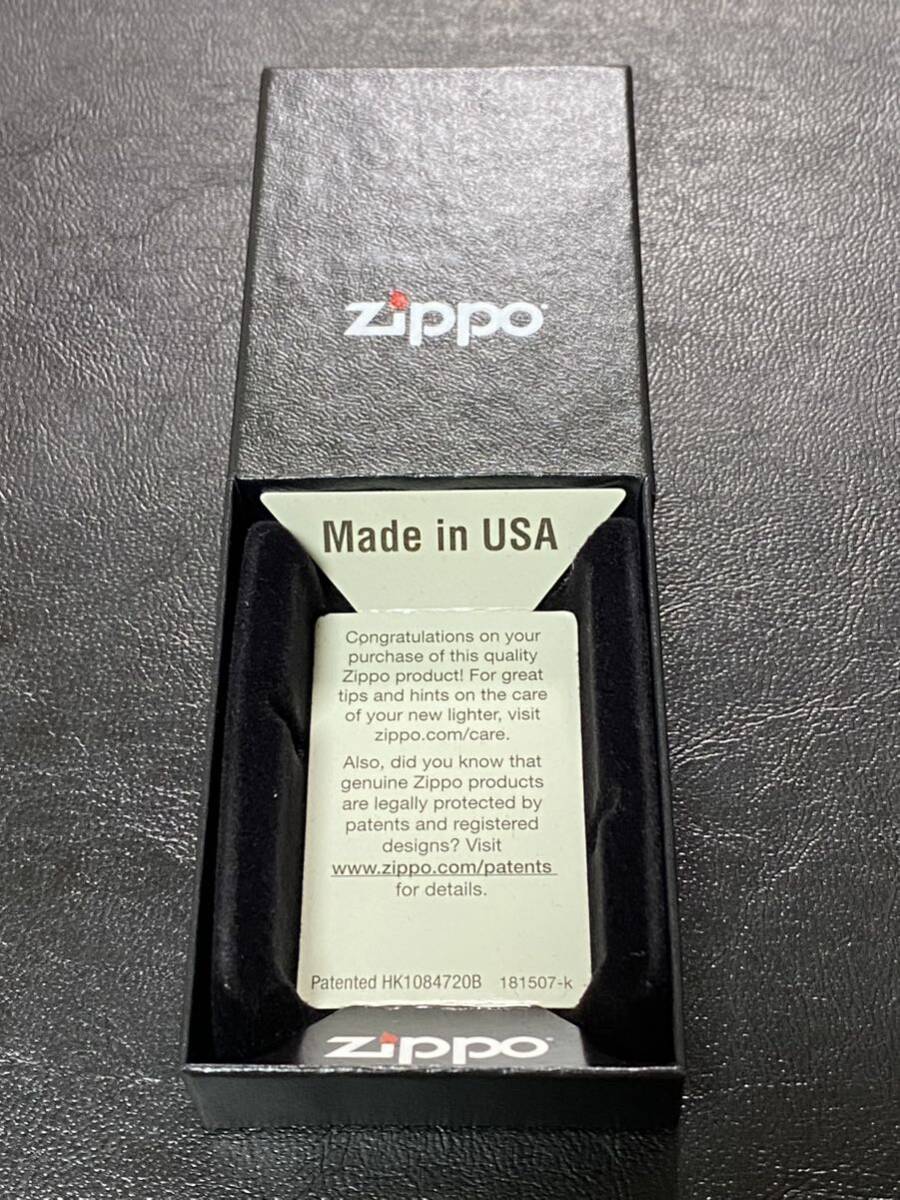 zippo
Made in USA
Congratulations on your
purchase of this quality
Zippo product! For great
tips and hints on the care
of your new lighter, visit
zippo.com/care.
Also, did you know that
genuine Zippo products
are legally protected by
patents and registered
designs? Visit
www.zippo.com/patents
for details.
Patented HK1084720B 181507-k
zippo